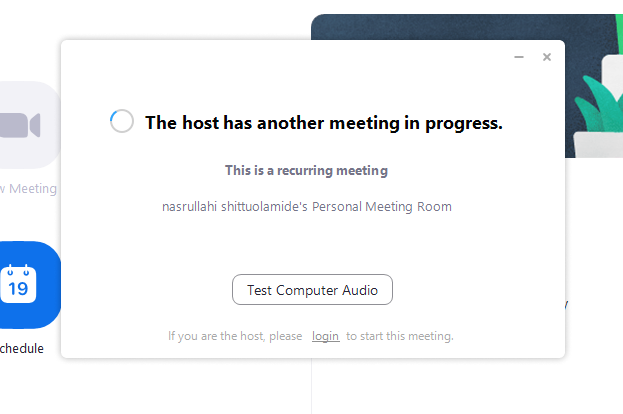 The host has another meeting in progress.
This is a recurring meeting
w Meeting
nasrullahi shittuolamide's Personal Meeting Room
19
Test Computer Audio
If you are the host, please login to start this meeting.
chedule